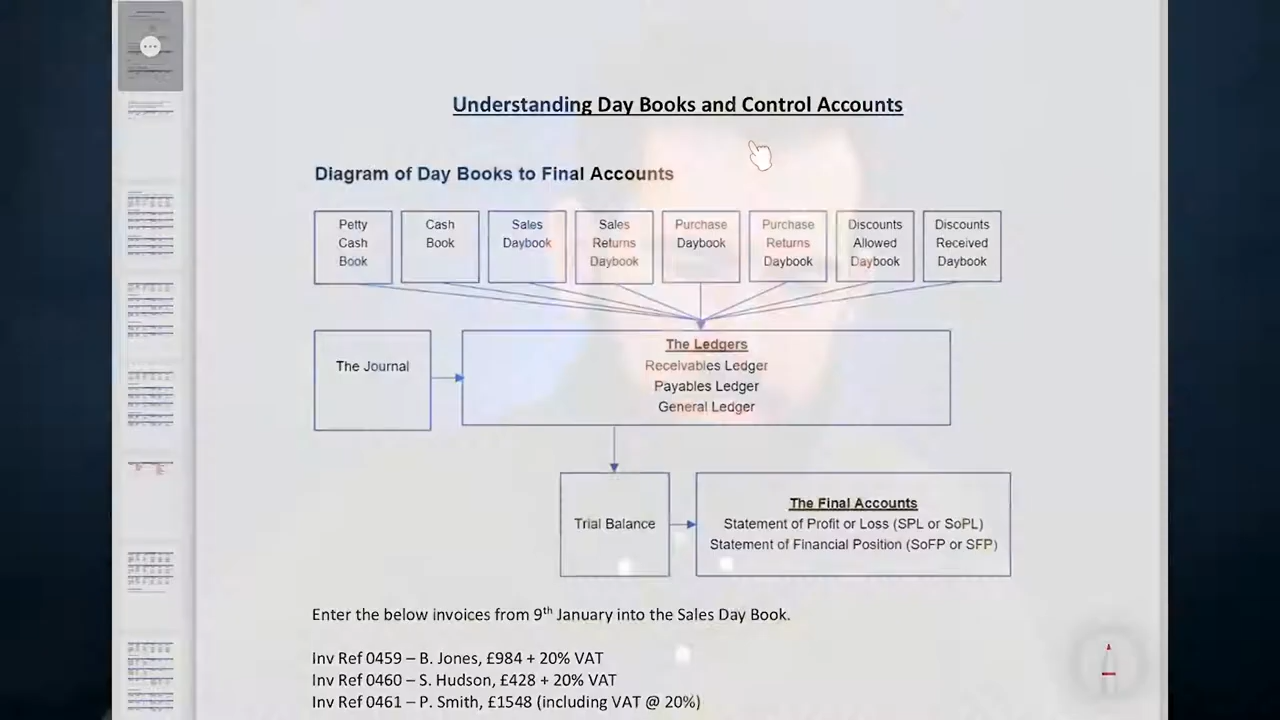 Understanding Day Books and Control Accounts
Diagram of Day Books to Final Accounts
Petty
Cash
Book
Cash
Book
Sales
Daybook
Sales
Returns
Daybook
Purchase
Daybook
Purchase
Returns
Daybook
Discounts
Allowed
Daybook
Discounts
Received
Daybook
The Journal
The Ledgers
Receivables Ledger
Payables Ledger
General Ledger
Trial Balance
The Final Accounts
Statement of Profit or Loss (SPL or SoPL)
Statement of Financial Position (SoFP or SFP)
Enter the below invoices from 9th January into the Sales Day Book.
Inv Ref 0459 – B. Jones, £984 + 20% VAT
Inv Ref 0460 – S. Hudson, £428 + 20% VAT
Inv Ref 0461 – P. Smith, £1548 (including VAT @ 20%)